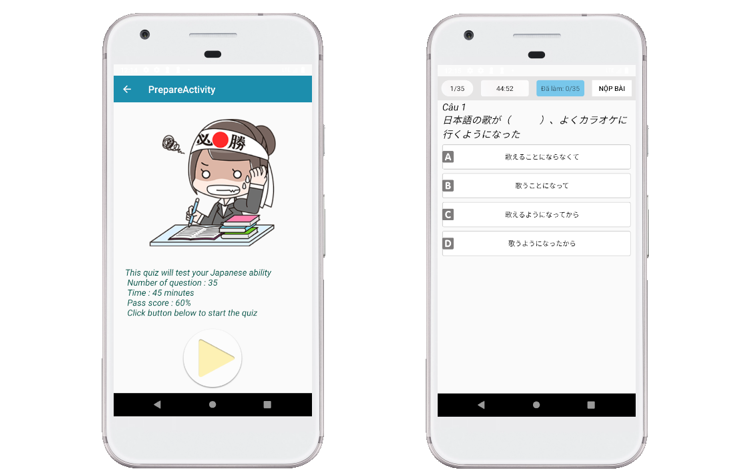 PrepareActivity
必 勝
This quiz will test your Japanese ability
Number of question : 35
Time : 45 minutes
Pass score : 60%
Click button below to start the quiz
1/35 44:52 Đã làm: 0/35 NỘP BÀI
Câu 1
日本語の歌が（　　　）、よくカラオケに
行くようになった
A 歌えることにならなくて
B 歌うことになって
C 歌えるようになってから
D 歌うようになったから